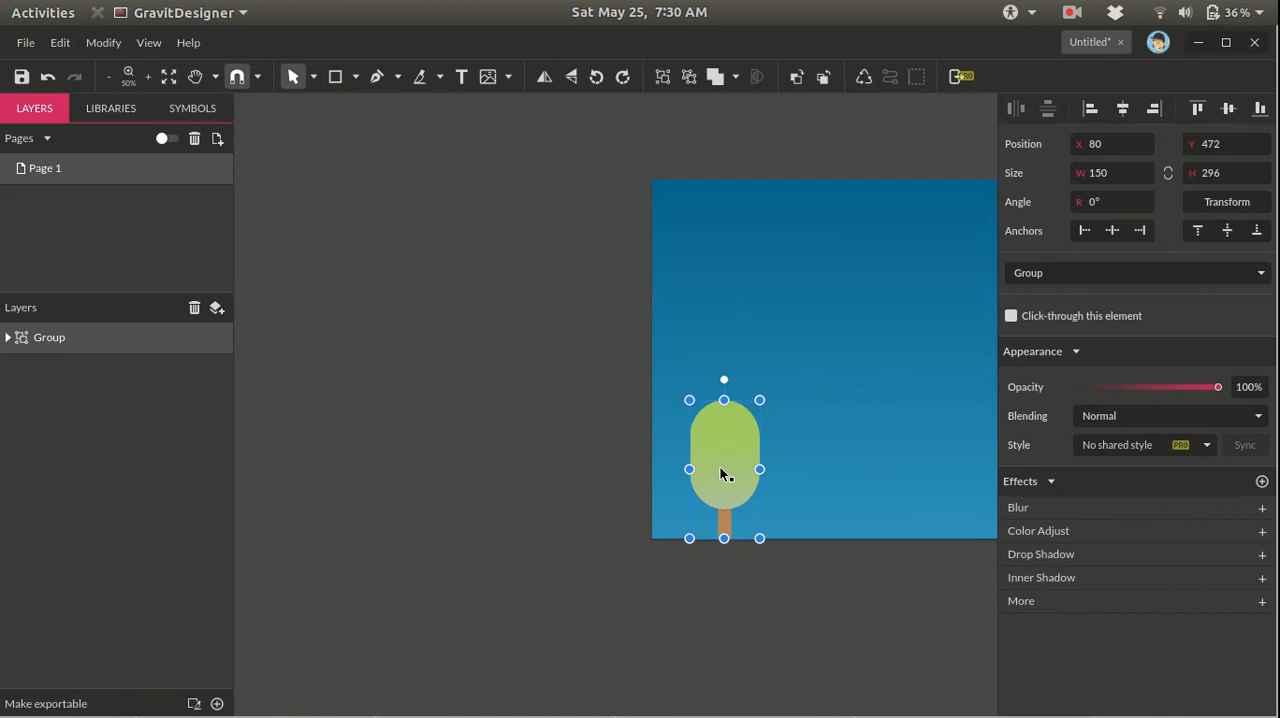 Activities GravitDesigner Sat May 25, 7:30 AM 36 %
File Edit Modify View Help Untitled*
- 50% + T PRO
LAYERS LIBRARIES SYMBOLS
Pages
Position X 80 Y 472
Page 1
Size W 150 H 296
Angle R 0° Transform
Anchors
Group
Layers
Click-through this element
Group
Appearance
Opacity 100%
Blending Normal
Style No shared style PRO Sync
Effects
Blur +
Color Adjust +
Drop Shadow +
Inner Shadow +
More +
Make exportable